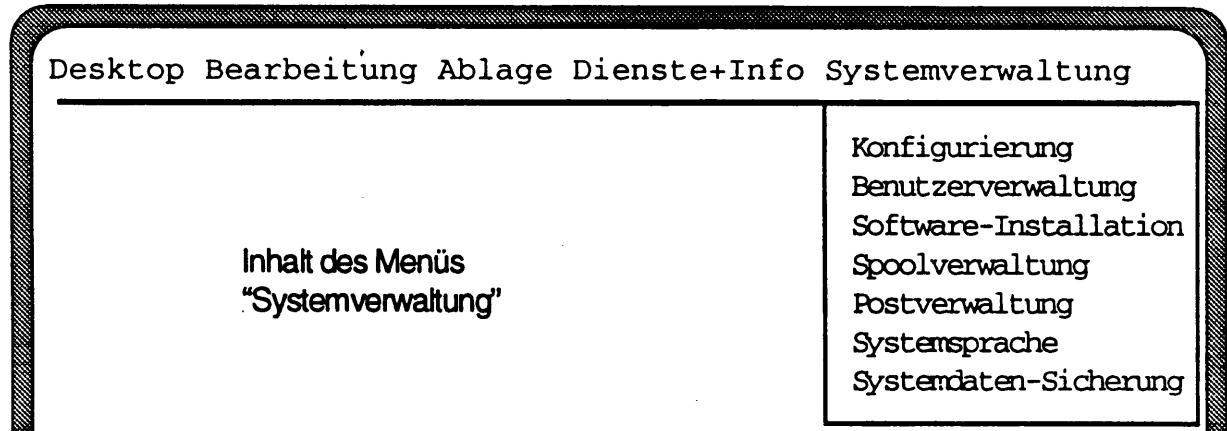 Desktop Bearbeitung Ablage Dienste+Info Systemverwaltung
Konfigurierung
Benutzerverwaltung
Software-Installation
Spoolverwaltung
Postverwaltung
Systemsprache
Systemdaten-Sicherung
Inhalt des Menüs
“Systemverwaltung”